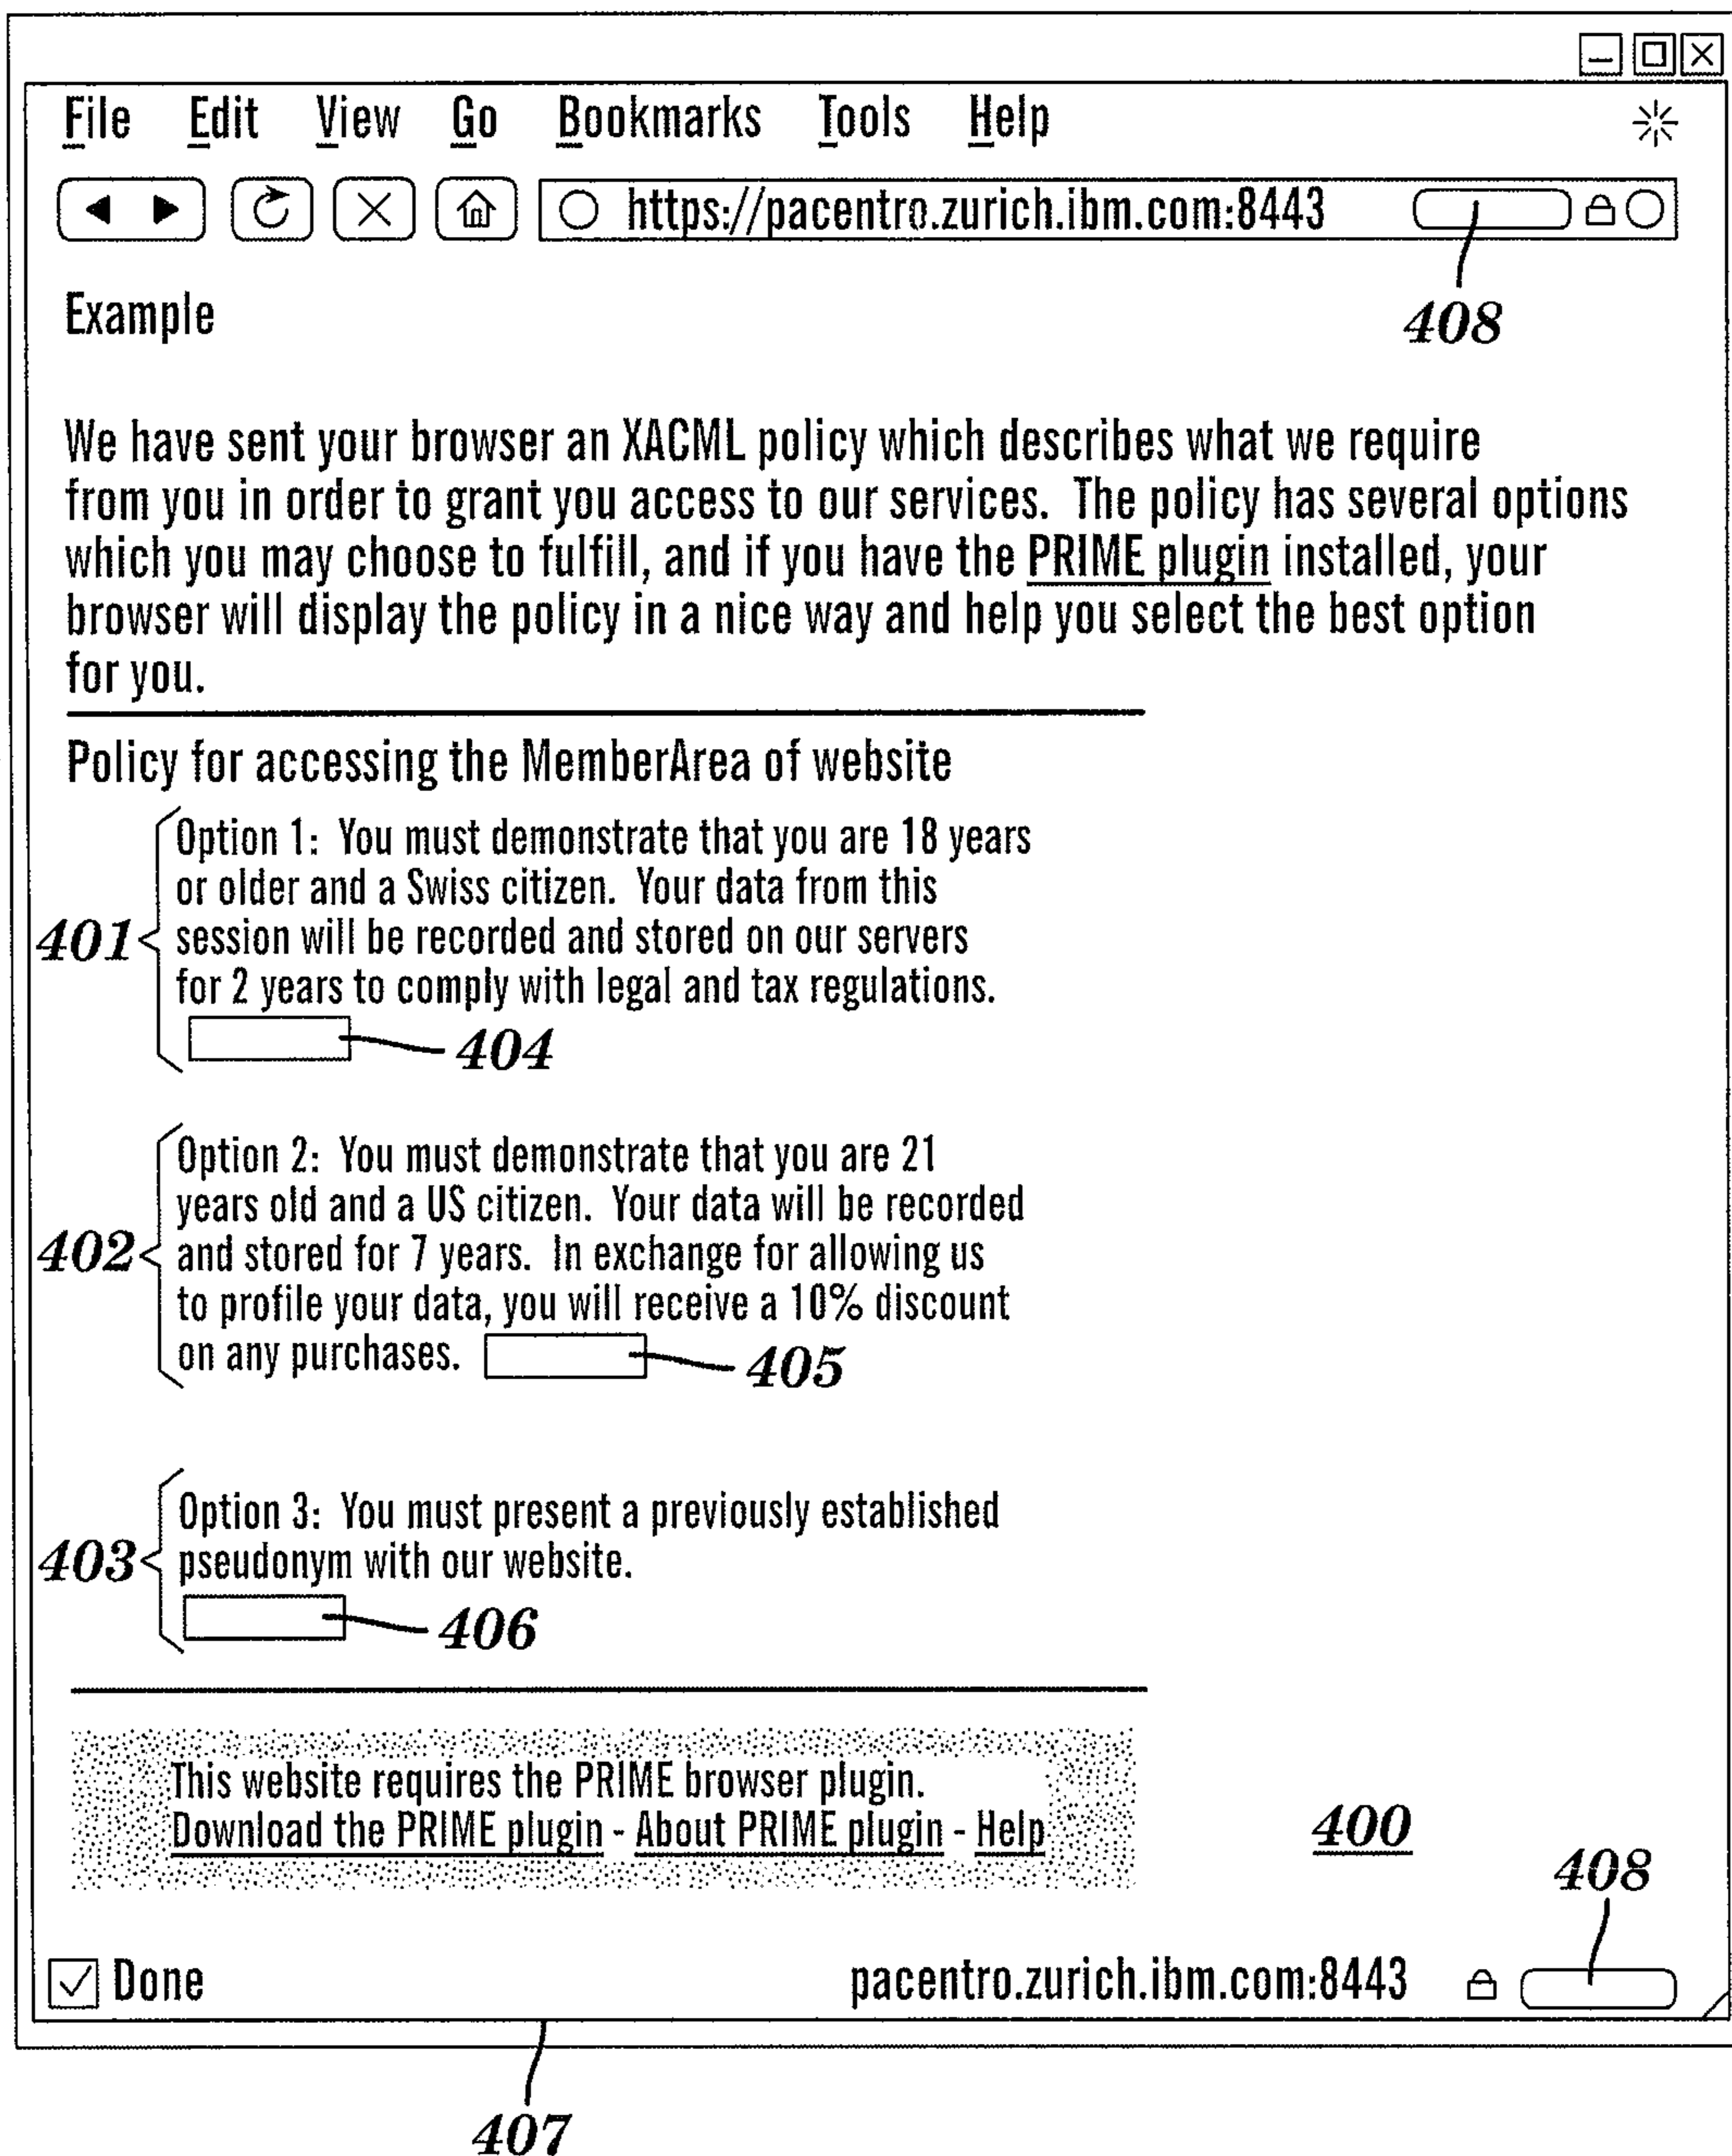 File Edit View Go Bookmarks Tools Help
https://pacentro.zurich.ibm.com:8443
408
Example
We have sent your browser an XACML policy which describes what we require
from you in order to grant you access to our services. The policy has several options
which you may choose to fulfill, and if you have the PRIME plugin installed, your
browser will display the policy in a nice way and help you select the best option
for you.
Policy for accessing the MemberArea of website
401
Option 1: You must demonstrate that you are 18 years
or older and a Swiss citizen. Your data from this
session will be recorded and stored on our servers
for 2 years to comply with legal and tax regulations.
404
402
Option 2: You must demonstrate that you are 21
years old and a US citizen. Your data will be recorded
and stored for 7 years. In exchange for allowing us
to profile your data, you will receive a 10% discount
on any purchases.
405
403
Option 3: You must present a previously established
pseudonym with our website.
406
This website requires the PRIME browser plugin.
Download the PRIME plugin - About PRIME plugin - Help
400
408
Done
pacentro.zurich.ibm.com:8443
407